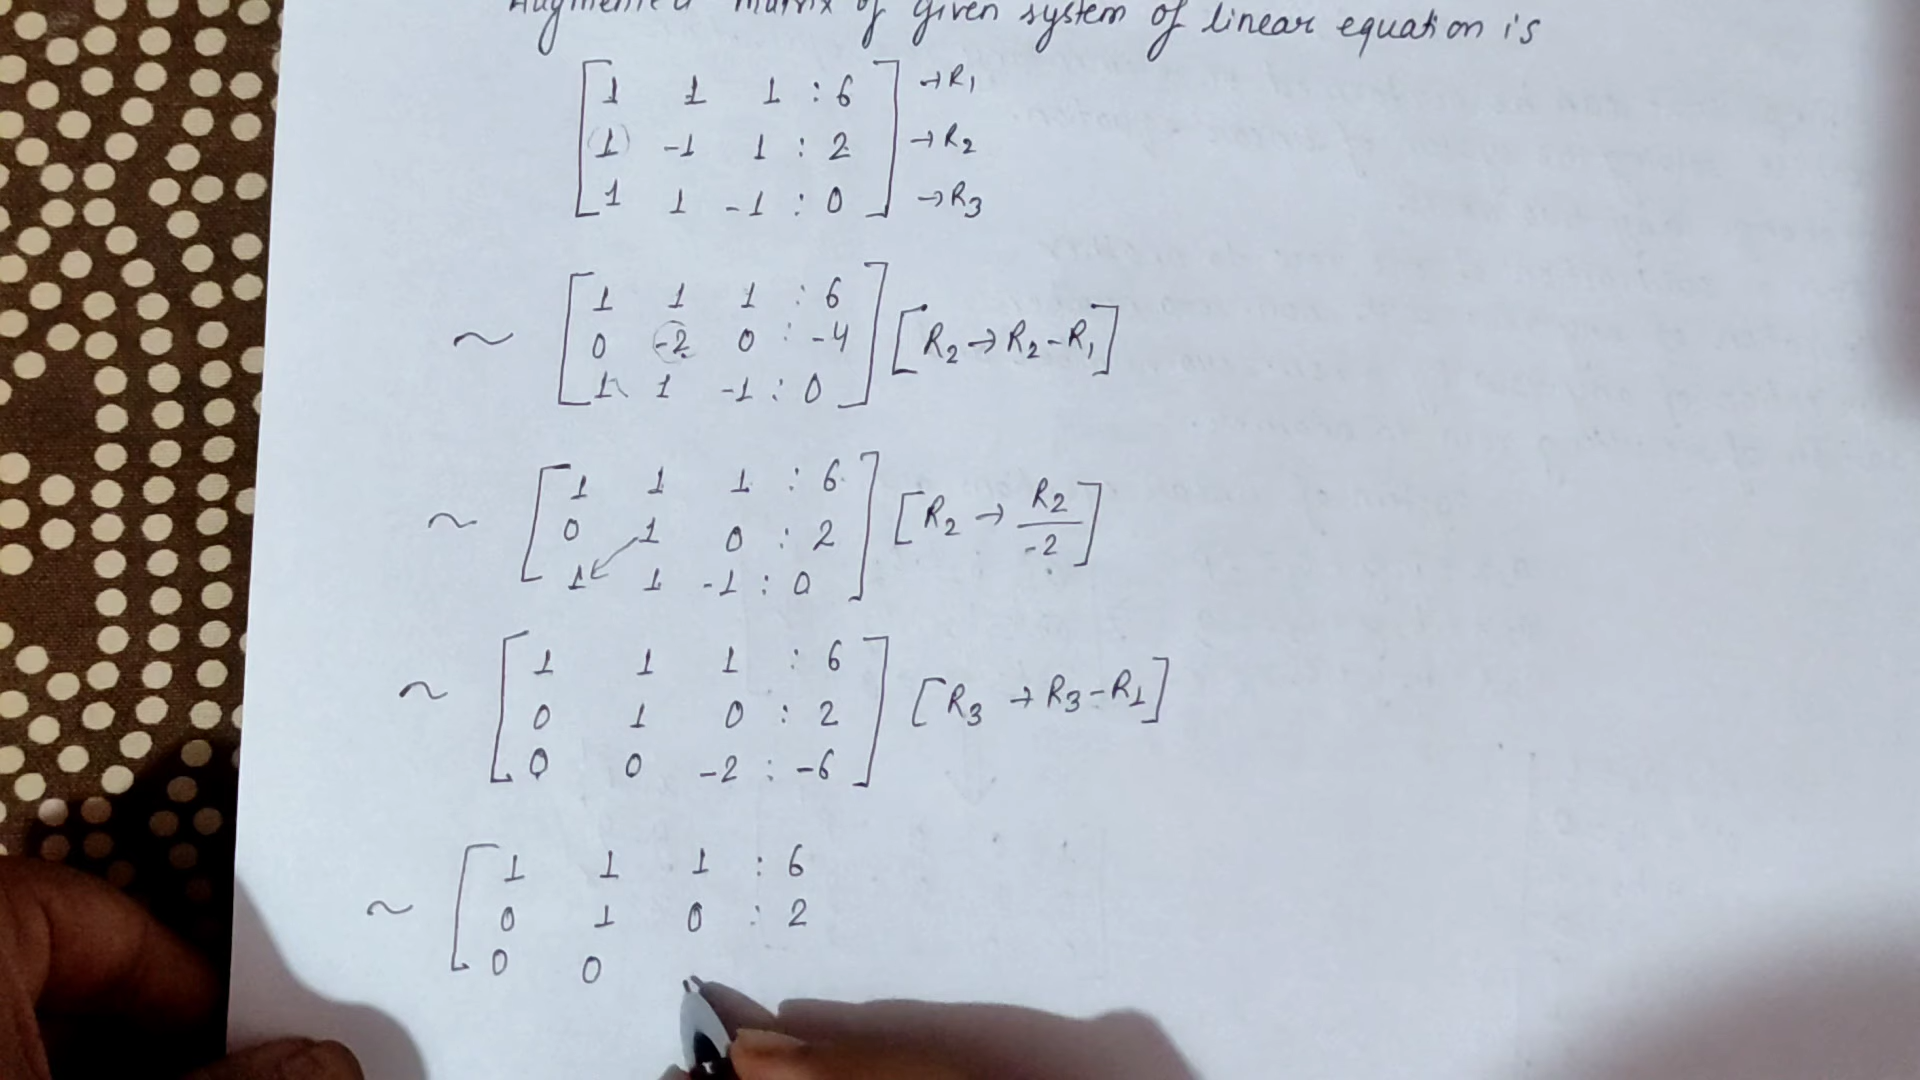 Augmented matrix of given system of linear equation is
1 1 1 : 6 → R1
1 -1 1 : 2 → R2
1 1 -1 : 0 → R3
~ 1 1 1 : 6
0 -2 0 : -4 [R2 → R2 - R1]
1 1 -1 : 0
~ 1 1 1 : 6
0 1 0 : 2 [R2 → R2 / -2]
1 1 -1 : 0
~ 1 1 1 : 6
0 1 0 : 2 [R3 → R3 - R1]
0 0 -2 : -6
~ 1 1 1 : 6
0 1 0 : 2
0 0